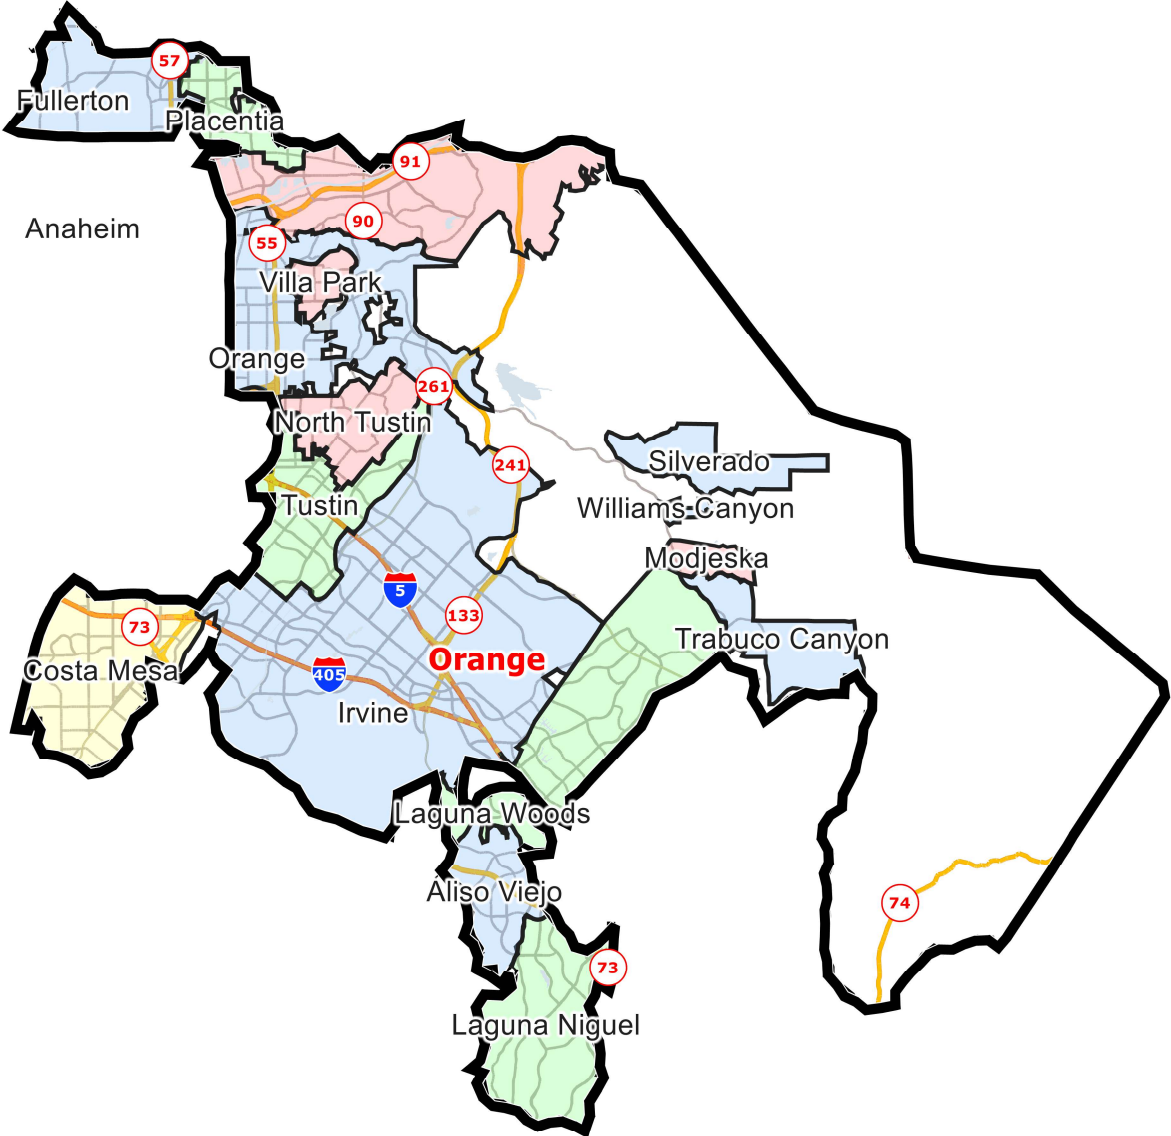 57
Fullerton
Placentia
91
90
Anaheim
55
Villa Park
Orange
261
North Tustin
241
Silverado
Tustin
Williams Canyon
Modjeska
5
133
73
Trabuco Canyon
Orange
Costa Mesa
405
Irvine
Laguna Woods
Aliso Viejo
74
73
Laguna Niguel